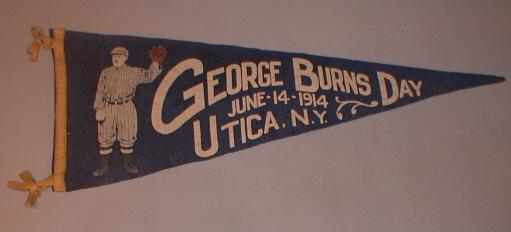 GEORGE BURNS DAY
JUNE-14-1914
UTICA, N.Y.